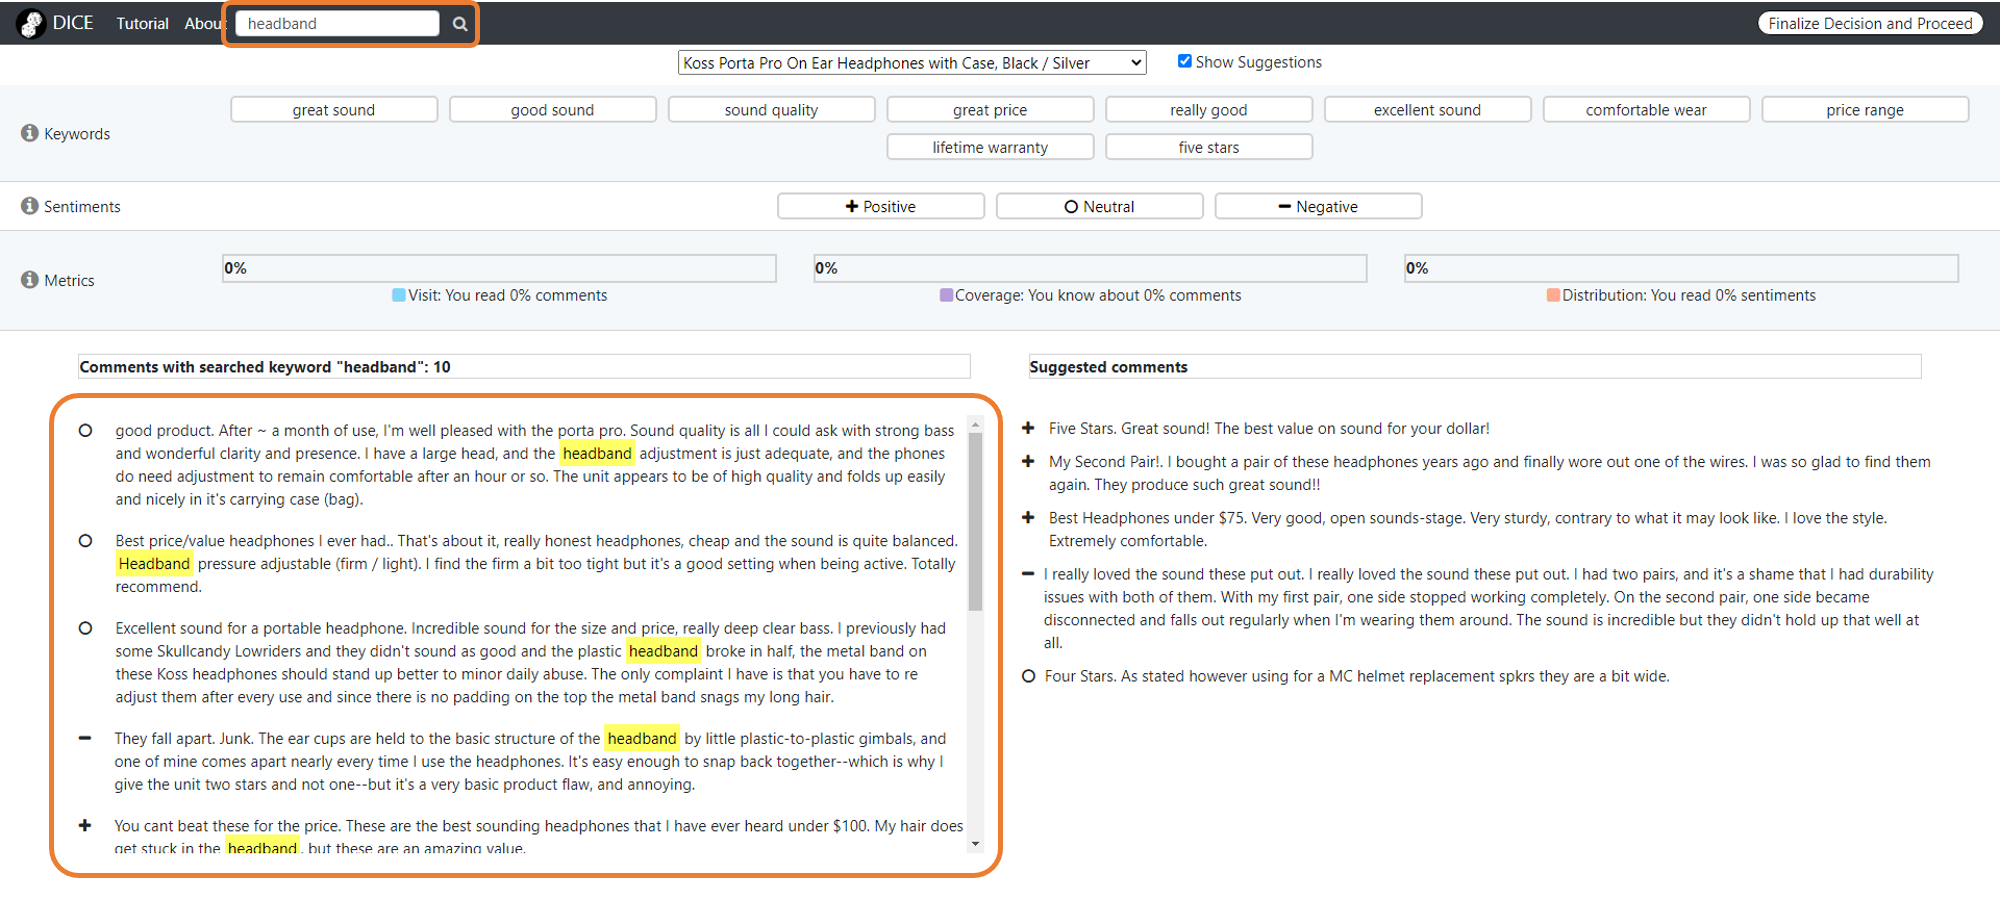 DICE Tutorial About headband Finalize Decision and Proceed
Koss Porta Pro On Ear Headphones with Case, Black / Silver Show Suggestions
Keywords
great sound good sound sound quality great price really good excellent sound comfortable wear price range
lifetime warranty five stars
Sentiments Positive Neutral Negative
Metrics
0% 0% 0%
Visit: You read 0% comments Coverage: You know about 0% comments Distribution: You read 0% sentiments
Comments with searched keyword "headband": 10
good product. After ~ a month of use, I'm well pleased with the porta pro. Sound quality is all I could ask with strong bass
and wonderful clarity and presence. I have a large head, and the headband adjustment is just adequate, and the phones
do need adjustment to remain comfortable after an hour or so. The unit appears to be of high quality and folds up easily
and nicely in it's carrying case (bag).
Best price/value headphones I ever had.. That's about it, really honest headphones, cheap and the sound is quite balanced.
Headband pressure adjustable (firm / light). I find the firm a bit too tight but it's a good setting when being active. Totally
recommend.
Excellent sound for a portable headphone. Incredible sound for the size and price, really deep clear bass. I previously had
some Skullcandy Lowriders and they didn't sound as good and the plastic headband broke in half, the metal band on
these Koss headphones should stand up better to minor daily abuse. The only complaint I have is that you have to re
adjust them after every use and since there is no padding on the top the metal band snags my long hair.
They fall apart. Junk. The ear cups are held to the basic structure of the headband by little plastic-to-plastic gimbals, and
one of mine comes apart nearly every time I use the headphones. It's easy enough to snap back together--which is why I
give the unit two stars and not one--but it's a very basic product flaw, and annoying.
You cant beat these for the price. These are the best sounding headphones that I have ever heard under $100. My hair does
get stuck in the headband, but these are an amazing value.
Suggested comments
Five Stars. Great sound! The best value on sound for your dollar!
My Second Pair!. I bought a pair of these headphones years ago and finally wore out one of the wires. I was so glad to find them
again. They produce such great sound!!
Best Headphones under $75. Very good, open sounds-stage. Very sturdy, contrary to what it may look like. I love the style.
Extremely comfortable.
I really loved the sound these put out. I really loved the sound these put out. I had two pairs, and it's a shame that I had durability
issues with both of them. With my first pair, one side stopped working completely. On the second pair, one side became
disconnected and falls out regularly when I'm wearing them around. The sound is incredible but they didn't hold up that well at
all.
Four Stars. As stated however using for a MC helmet replacement spkrs they are a bit wide.